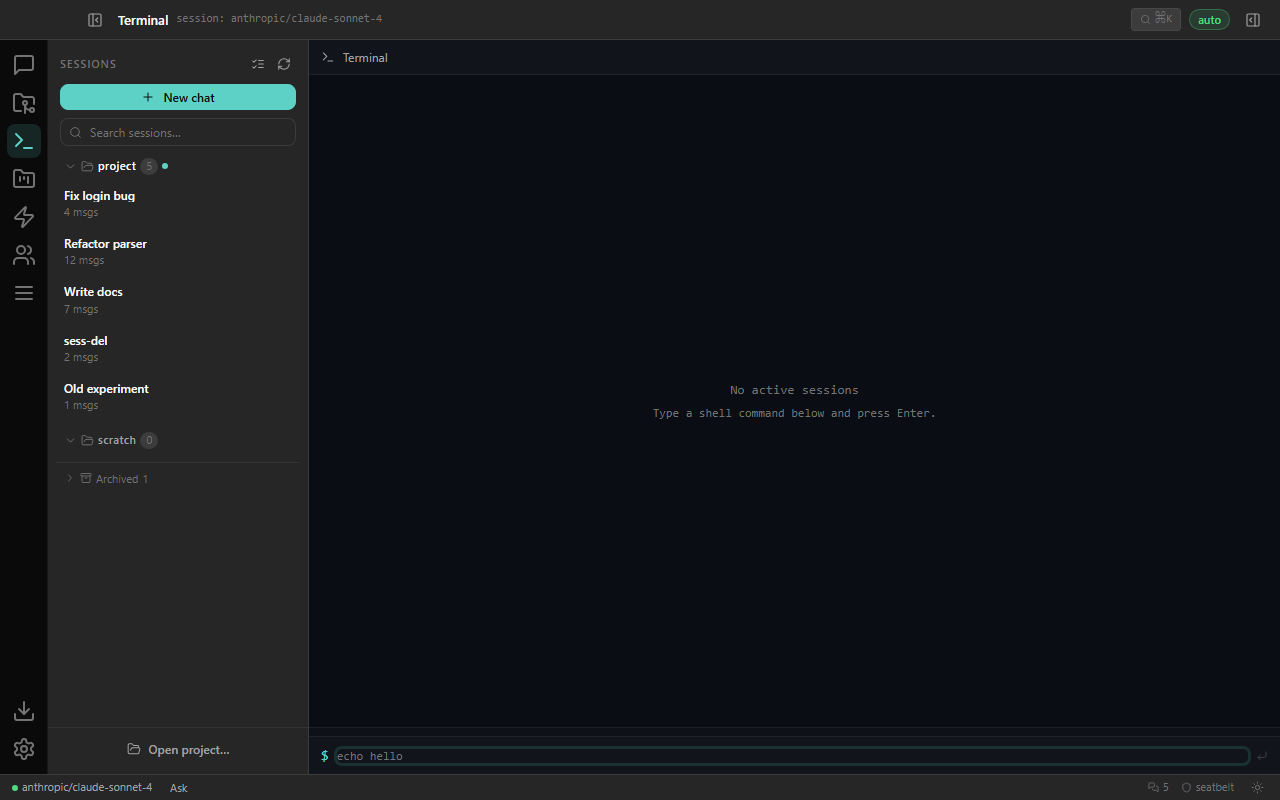 Terminal session: anthropic/claude-sonnet-4
⌘K
auto
SESSIONS
+ New chat
Search sessions...
project 5
Fix login bug
4 msgs
Refactor parser
12 msgs
Write docs
7 msgs
sess-del
2 msgs
Old experiment
1 msgs
scratch 0
Archived 1
Open project...
Terminal
No active sessions
Type a shell command below and press Enter.
$ echo hello
anthropic/claude-sonnet-4 Ask
5 seatbelt